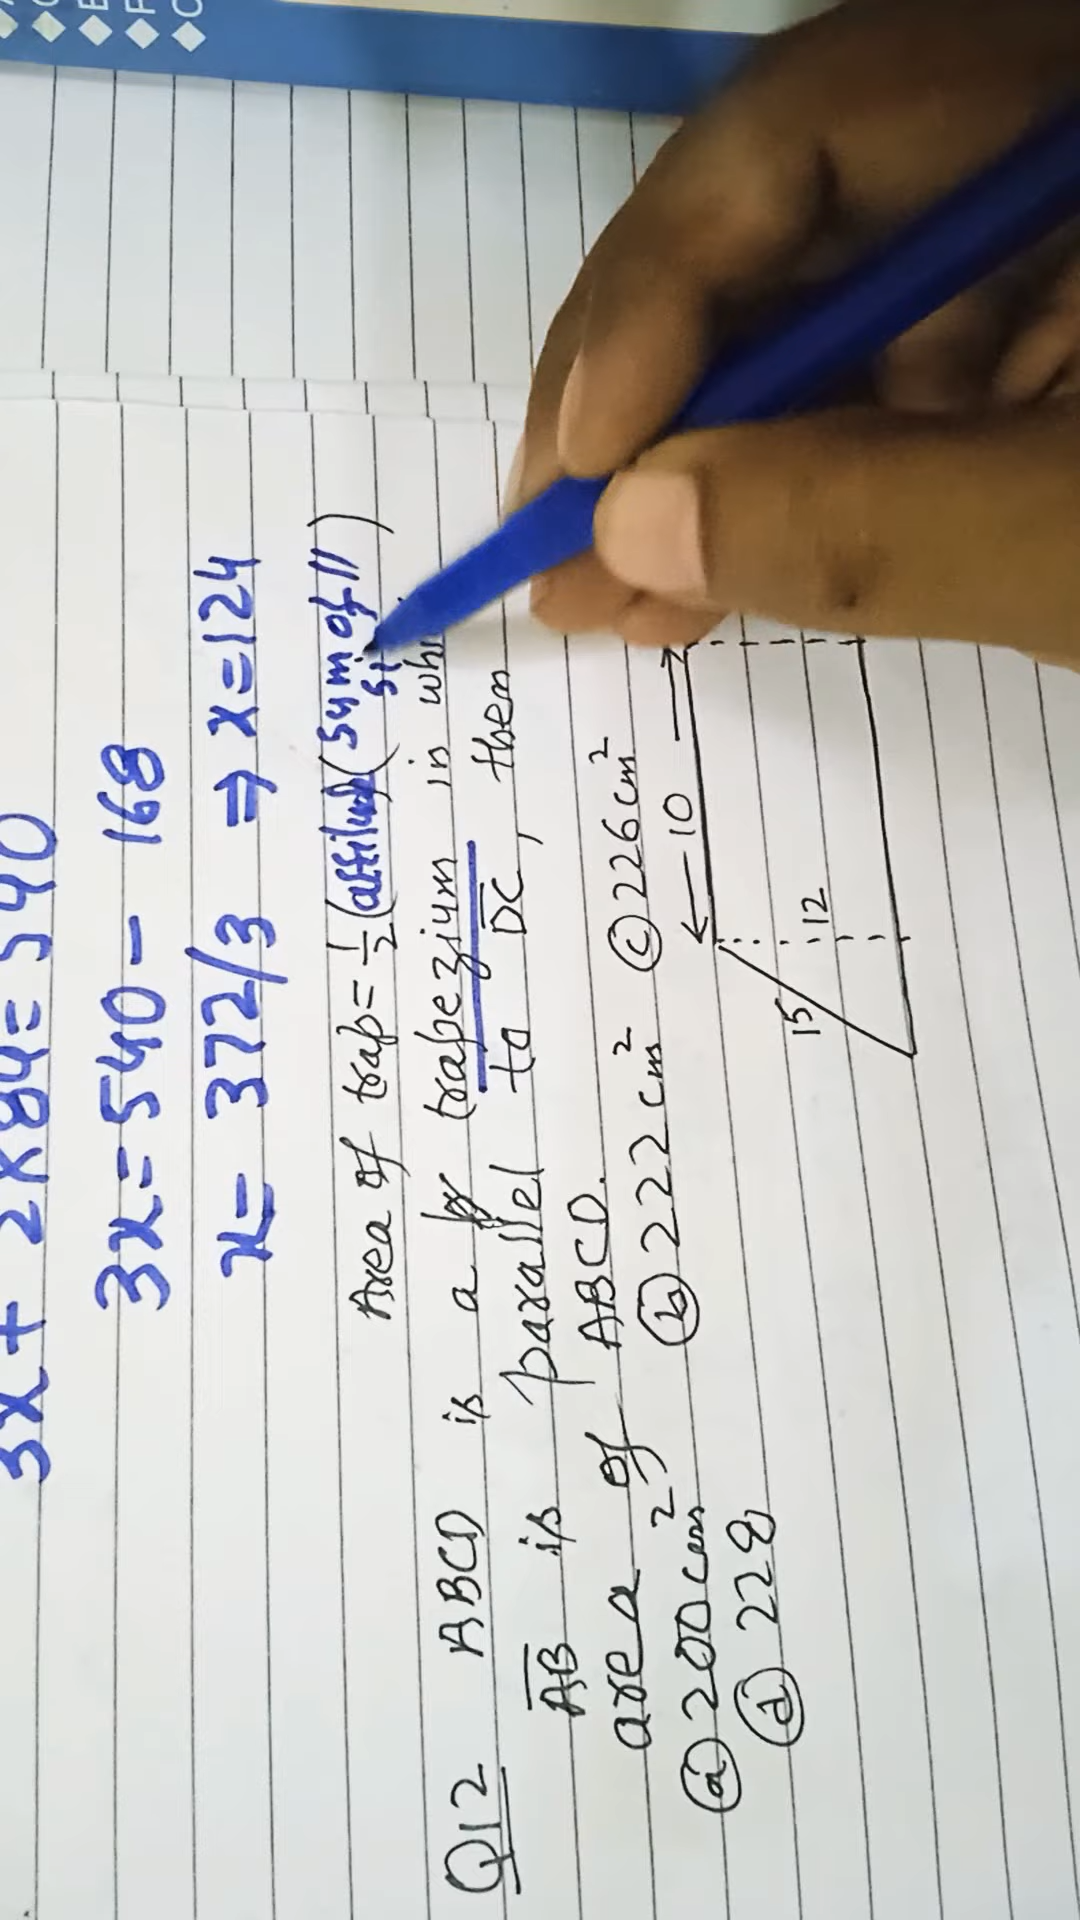 3x + 2×84 = 540
3x = 540 - 168
x = 372/3 ⇒ x = 124
Area of trap = 1/2 (altitude) (sum of ||)
Q12 ABCD is a trapezium in
AB is parallel to DC, then
area of ABCD.
(a) 200 cm² (b) 222 cm² (c) 226 cm²
(d) 228
10
15
12